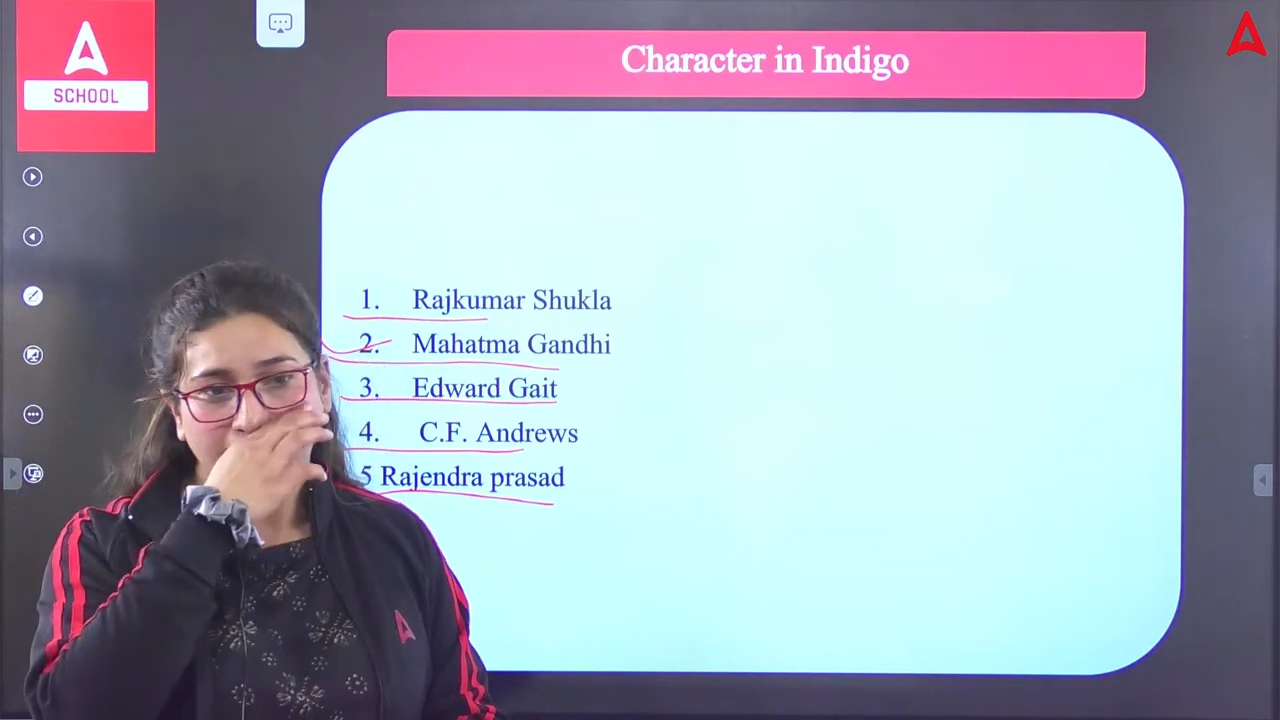 SCHOOL
Character in Indigo
1. Rajkumar Shukla
2. Mahatma Gandhi
3. Edward Gait
4. C.F. Andrews
5 Rajendra prasad